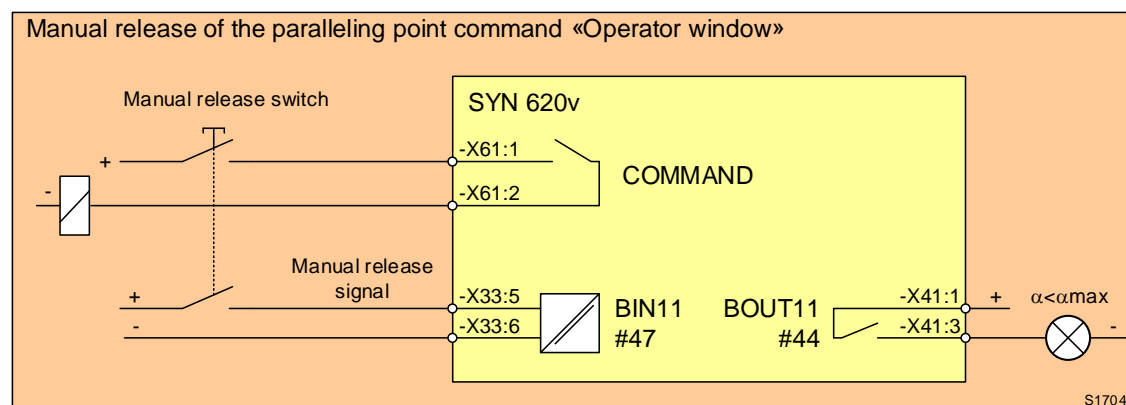 Manual release of the paralleling point command «Operator window»
Manual release switch
SYN 620v
+
-X61:1
COMMAND
-
-X61:2
Manual release
signal
+
-X33:5
BIN11
#47
BOUT11
#44
-X41:1
+
α<αmax
-
-X33:6
-X41:3
-
S1704